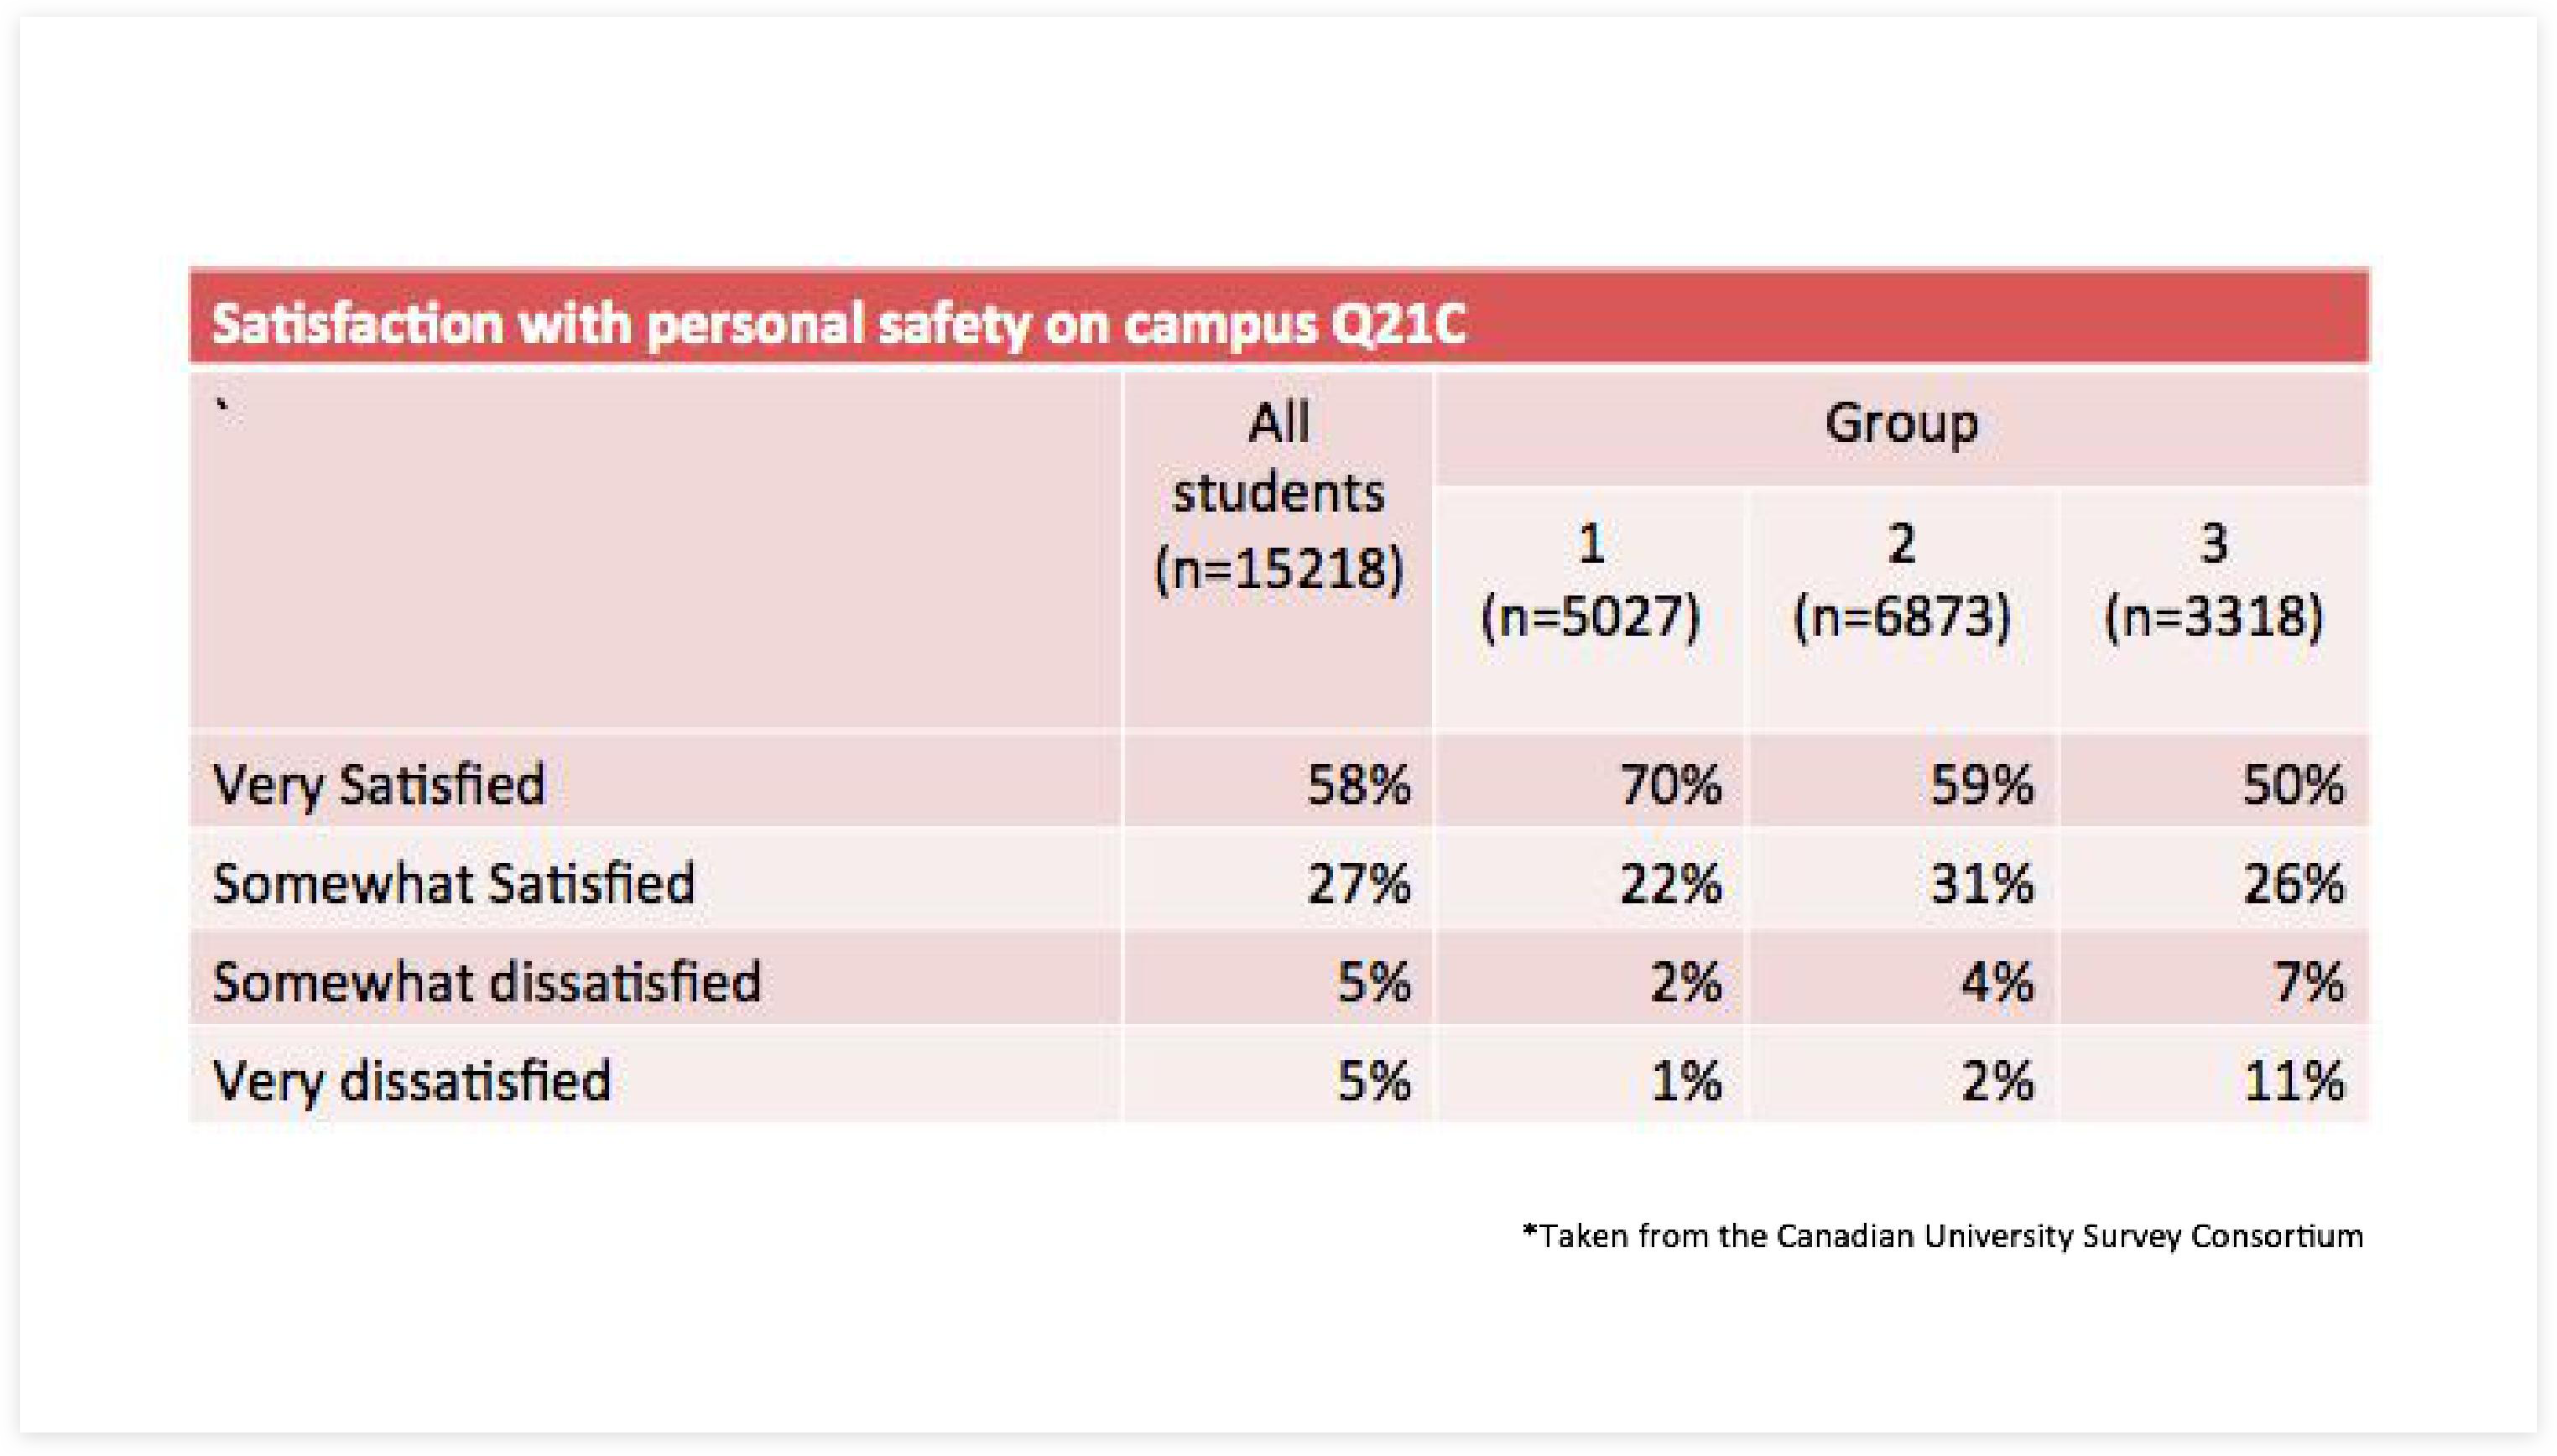 Satisfaction with personal safety on campus Q21C
`
All
students
(n=15218)
Group
1
(n=5027)
2
(n=6873)
3
(n=3318)
Very Satisfied 58% 70% 59% 50%
Somewhat Satisfied 27% 22% 31% 26%
Somewhat dissatisfied 5% 2% 4% 7%
Very dissatisfied 5% 1% 2% 11%
*Taken from the Canadian University Survey Consortium